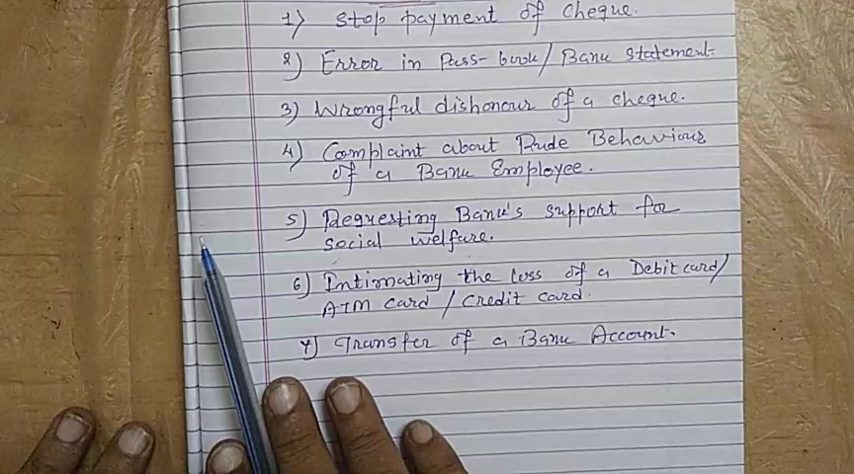 1) Stop payment of cheque.
2) Error in Pass-book/Bank statement.
3) Wrongful dishonour of a cheque.
4) Complaint about Rude Behaviour
of a Bank Employee.
5) Requesting Bank's support for
social welfare.
6) Intimating the loss of a Debit card/
ATM card / Credit card.
7) Transfer of a Bank Account.